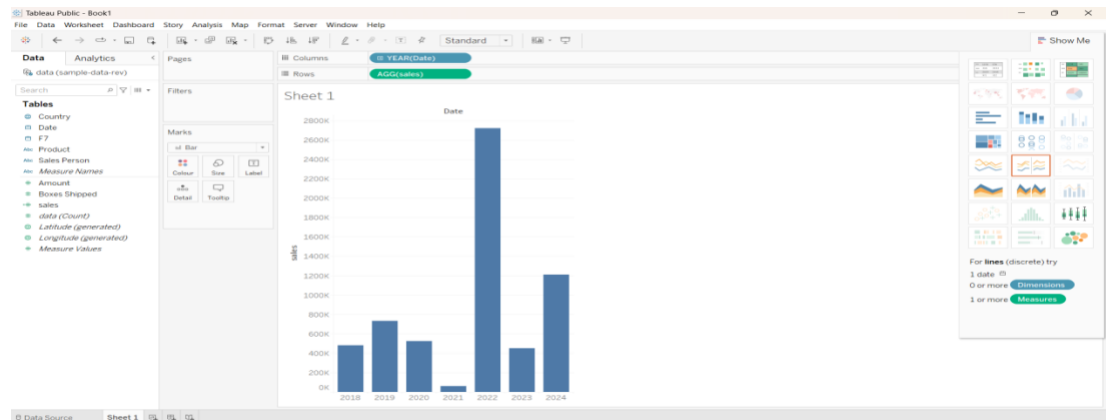 Tableau Public - Book1
File Data Worksheet Dashboard Story Analysis Map Format Server Window Help
Standard
Show Me
Data Analytics
data (sample-data-rev)
Search
Tables
Country
Date
F7
Abc Product
Abc Sales Person
Abc Measure Names
Amount
Boxes Shipped
sales
data (Count)
Latitude (generated)
Longitude (generated)
Measure Values
Pages
Filters
Marks
Bar
Colour Size Label
Detail Tooltip
Columns YEAR(Date)
Rows AGG(sales)
Sheet 1
Date
2800K
2600K
2400K
2200K
2000K
1800K
1600K
1400K
1200K
1000K
800K
600K
400K
200K
0K
sales
2018 2019 2020 2021 2022 2023 2024
For lines (discrete) try
1 date
0 or more Dimensions
1 or more Measures
Data Source Sheet 1